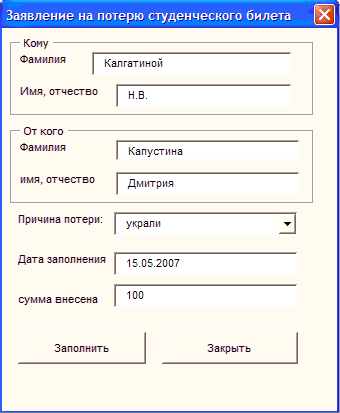 Заявление на потерю студенческого билета
Кому
Фамилия Калгатиной
Имя, отчество Н.В.
От кого
Фамилия Капустина
имя, отчество Дмитрия
Причина потери: украли
Дата заполнения 15.05.2007
сумма внесена 100
Заполнить Закрыть